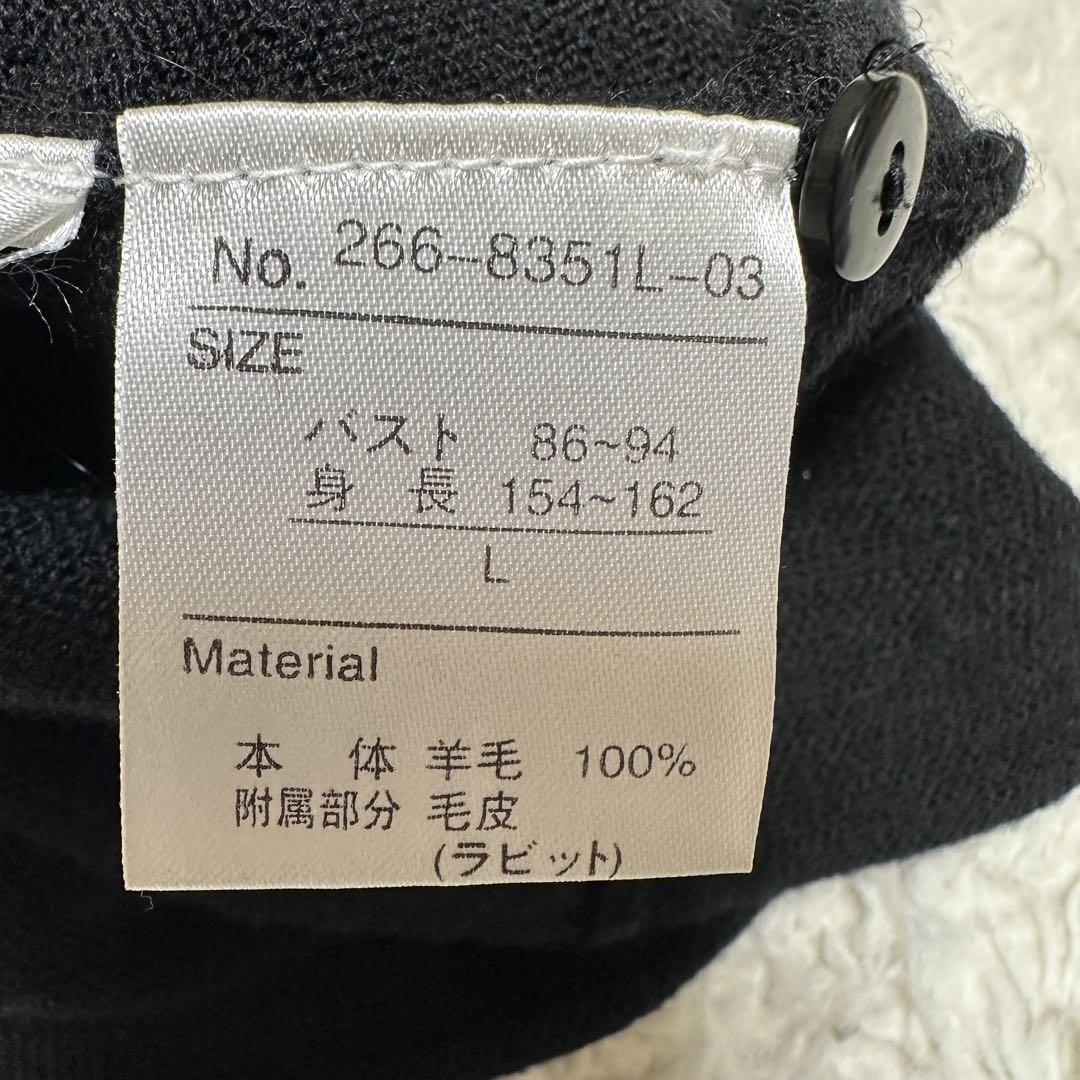 No. 266-8351L-03
SIZE
バスト 86~94
身 長 154~162
L
Material
本 体 羊毛 100%
附属部分 毛皮
(ラビット)